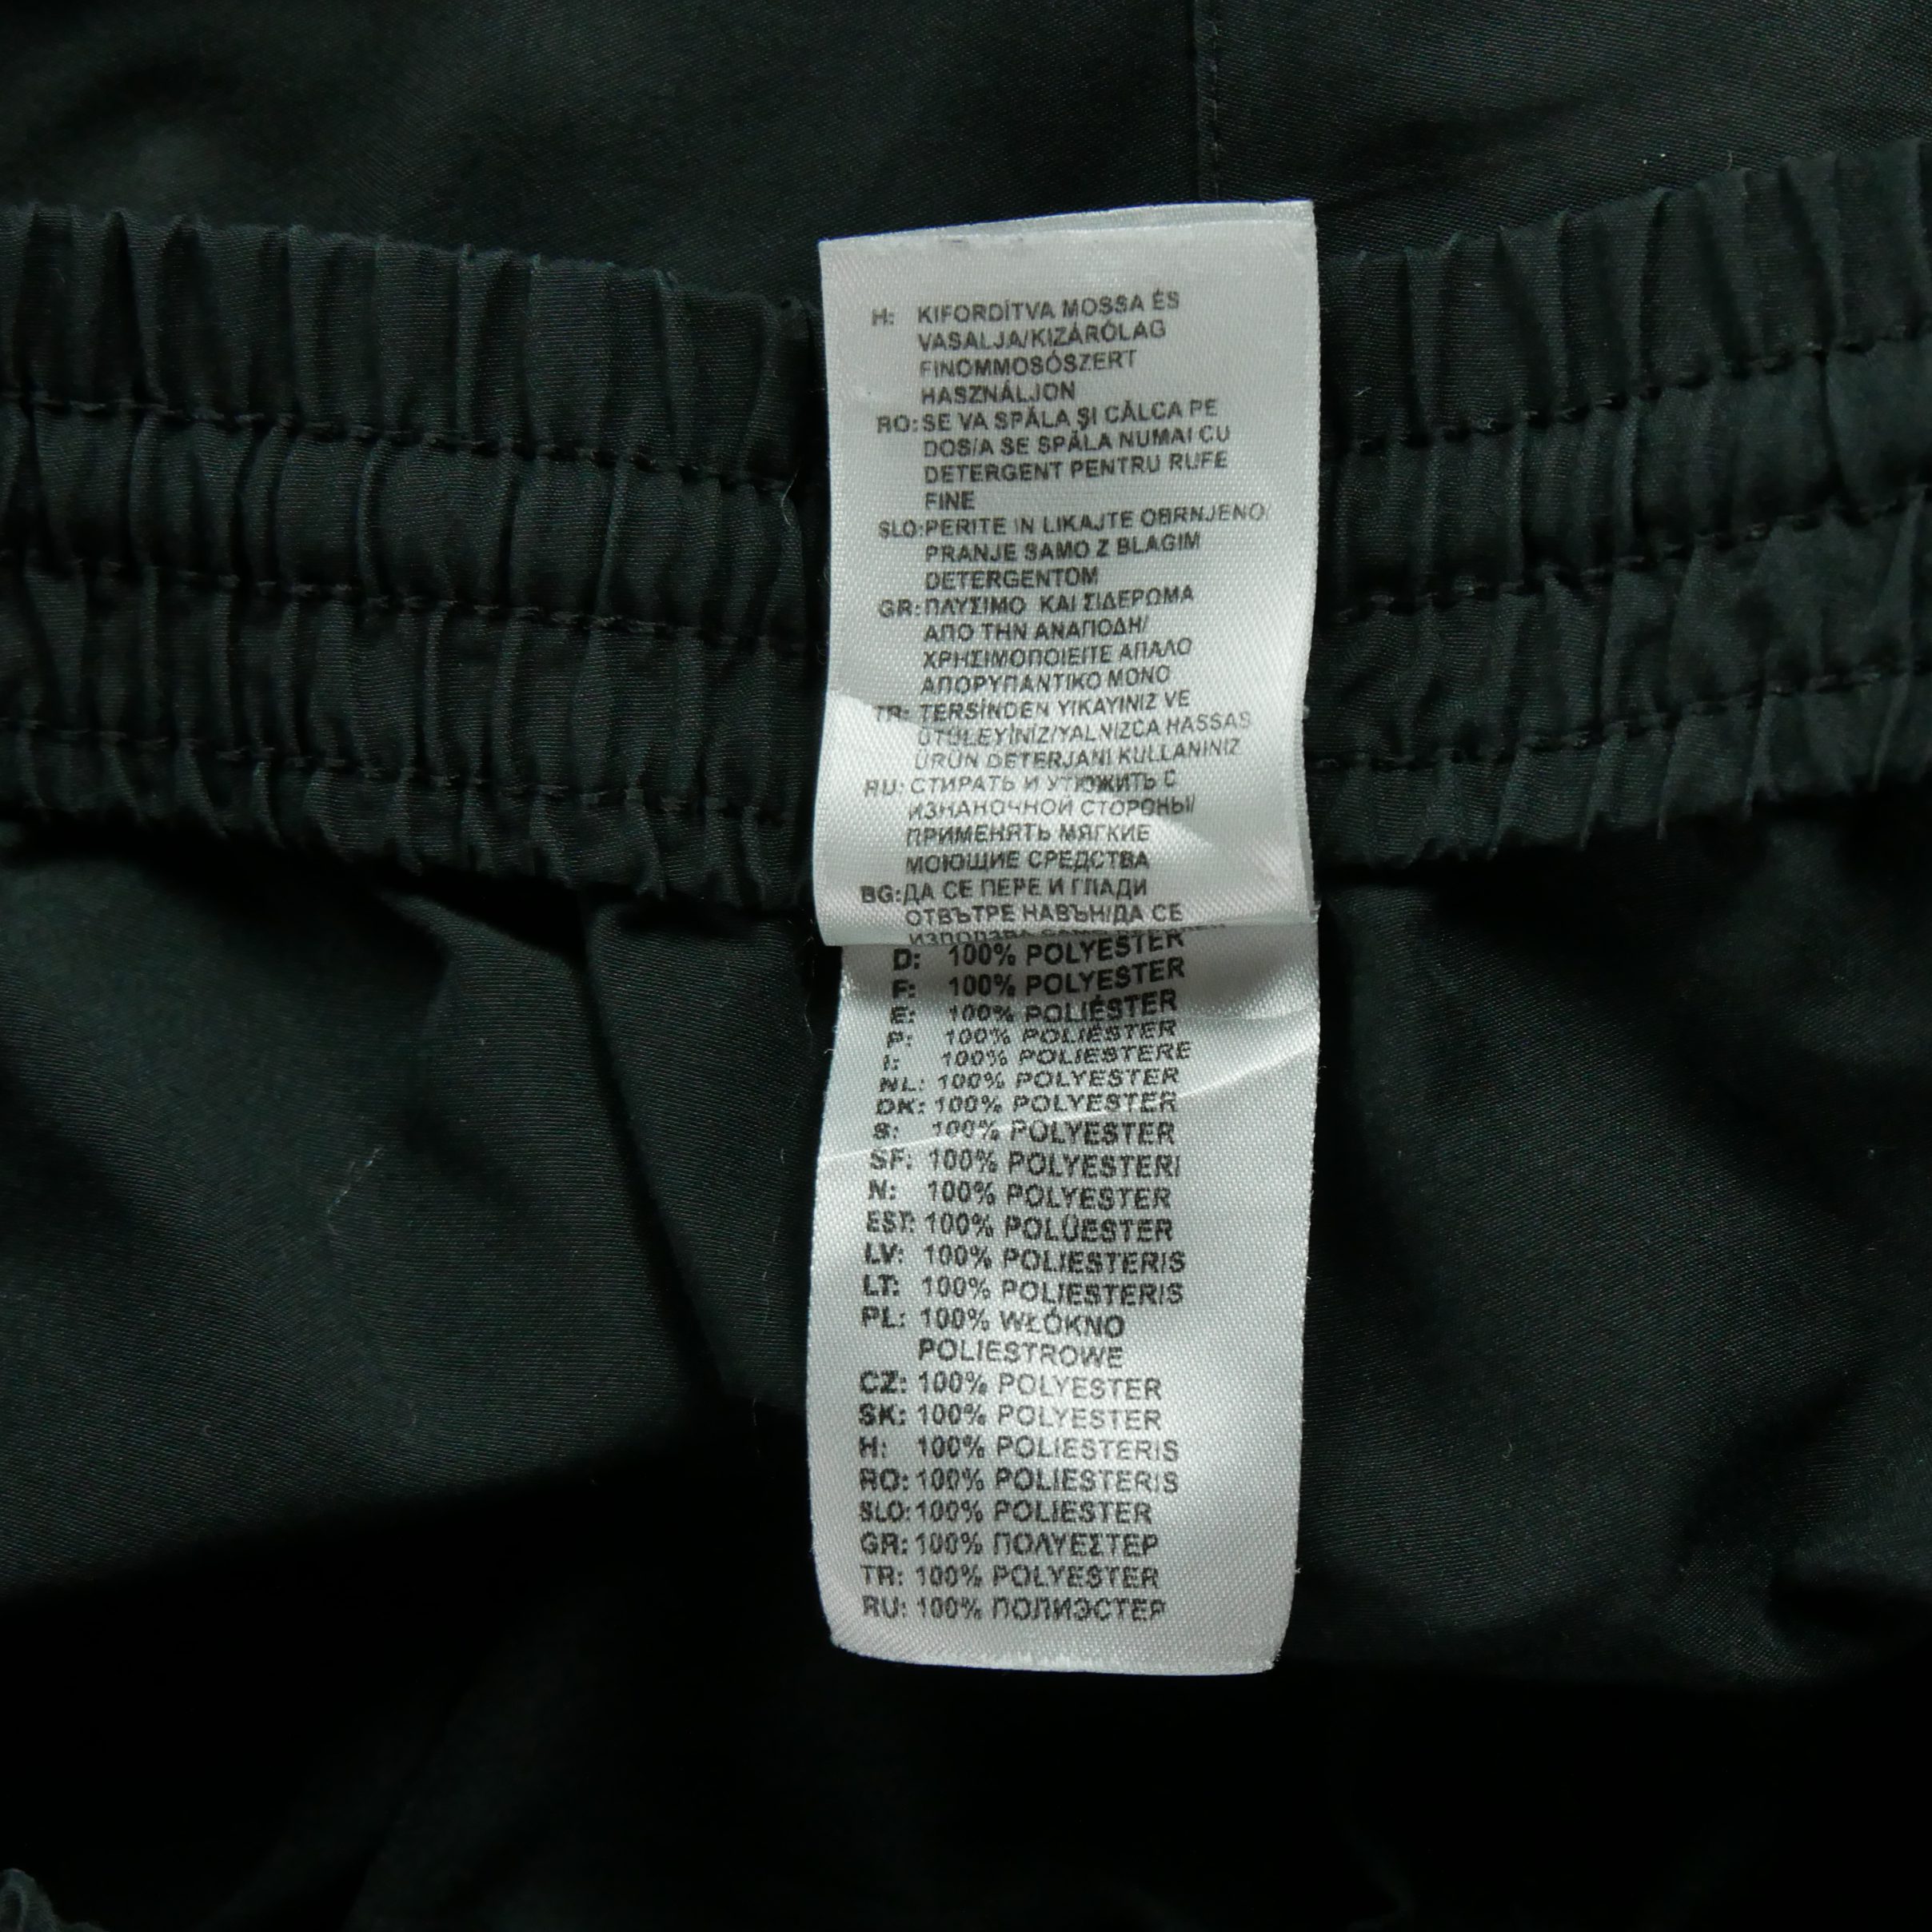 H: KIFORDÍTVA MOSSA ÉS
VASALJA/KIZÁRÓLAG
FINOMMOSÓSZERT
HASZNÁLJON
RO: SE VA SPĂLA ŞI CĂLCA PE
DOS/A SE SPĂLA NUMAI CU
DETERGENT PENTRU RUFE
FINE
SLO: PERITE IN LIKAJTE OBRNJENO/
PRANJE SAMO Z BLAGIM
DETERGENTOM
GR: ΠΛΥΣΙΜΟ ΚΑΙ ΣΙΔΕΡΩΜΑ
ΑΠΟ ΤΗΝ ΑΝΑΠΟΔΗ/
ΧΡΗΣΙΜΟΠΟΙΕΙΤΕ ΑΠΑΛΟ
ΑΠΟΡΥΠΑΝΤΙΚΟ ΜΟΝΟ
TR: TERSİNDEN YIKAYINIZ VE
ÜTÜLEYİNİZ/YALNIZCA HASSAS
ÜRÜN DETERJANI KULLANINIZ
RU: СТИРАТЬ И УТЮЖИТЬ С
ИЗНАНОЧНОЙ СТОРОНЫ/
ПРИМЕНЯТЬ МЯГКИЕ
МОЮЩИЕ СРЕДСТВА
BG: ДА СЕ ПЕРЕ И ГЛАДИ
ОТВЪТРЕ НАВЪН/ДА СЕ
ИЗПОЛЗВА
D: 100% POLYESTER
F: 100% POLYESTER
E: 100% POLIÉSTER
P: 100% POLIÉSTER
I: 100% POLIESTERE
NL: 100% POLYESTER
DK: 100% POLYESTER
S: 100% POLYESTER
SF: 100% POLYESTERI
N: 100% POLYESTER
EST: 100% POLÜESTER
LV: 100% POLIESTERIS
LT: 100% POLIESTERIS
PL: 100% WŁÓKNO
POLIESTROWE
CZ: 100% POLYESTER
SK: 100% POLYESTER
H: 100% POLIESTERIS
RO: 100% POLIESTERIS
SLO: 100% POLIESTER
GR: 100% ΠΟΛΥΕΣΤΕΡ
TR: 100% POLYESTER
RU: 100% ПОЛИЭСТЕР